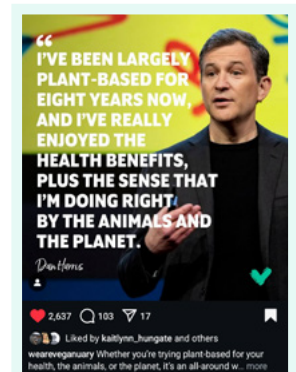 “
I’VE BEEN LARGELY
PLANT-BASED FOR
EIGHT YEARS NOW,
AND I’VE REALLY
ENJOYED THE
HEALTH BENEFITS,
PLUS THE SENSE THAT
I’M DOING RIGHT
BY THE ANIMALS AND
THE PLANET.
Dan Harris
2,637 103 17
Liked by kaitlynn_hungate and others
weareveganuary Whether you're trying plant-based for your
health, the animals, or the planet, it's an all-around w... more